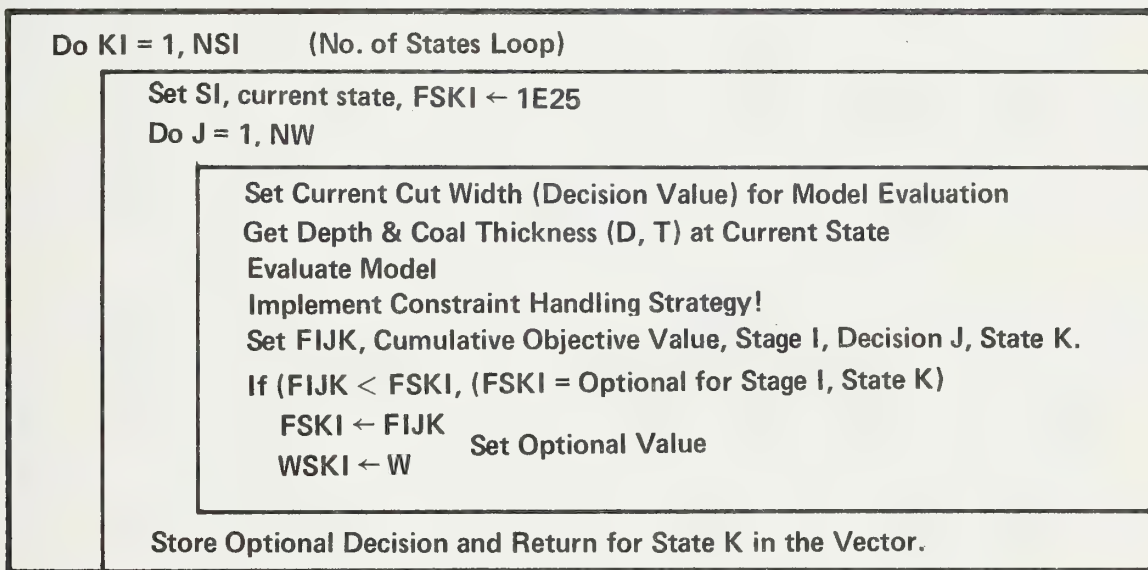 Do KI = 1, NSI (No. of States Loop)
Set SI, current state, FSKI ← 1E25
Do J = 1, NW
Set Current Cut Width (Decision Value) for Model Evaluation
Get Depth & Coal Thickness (D, T) at Current State
Evaluate Model
Implement Constraint Handling Strategy!
Set FIJK, Cumulative Objective Value, Stage I, Decision J, State K.
If (FIJK < FSKI, (FSKI = Optional for Stage I, State K)
FSKI ← FIJK
Set Optional Value
WSKI ← W
Store Optional Decision and Return for State K in the Vector.